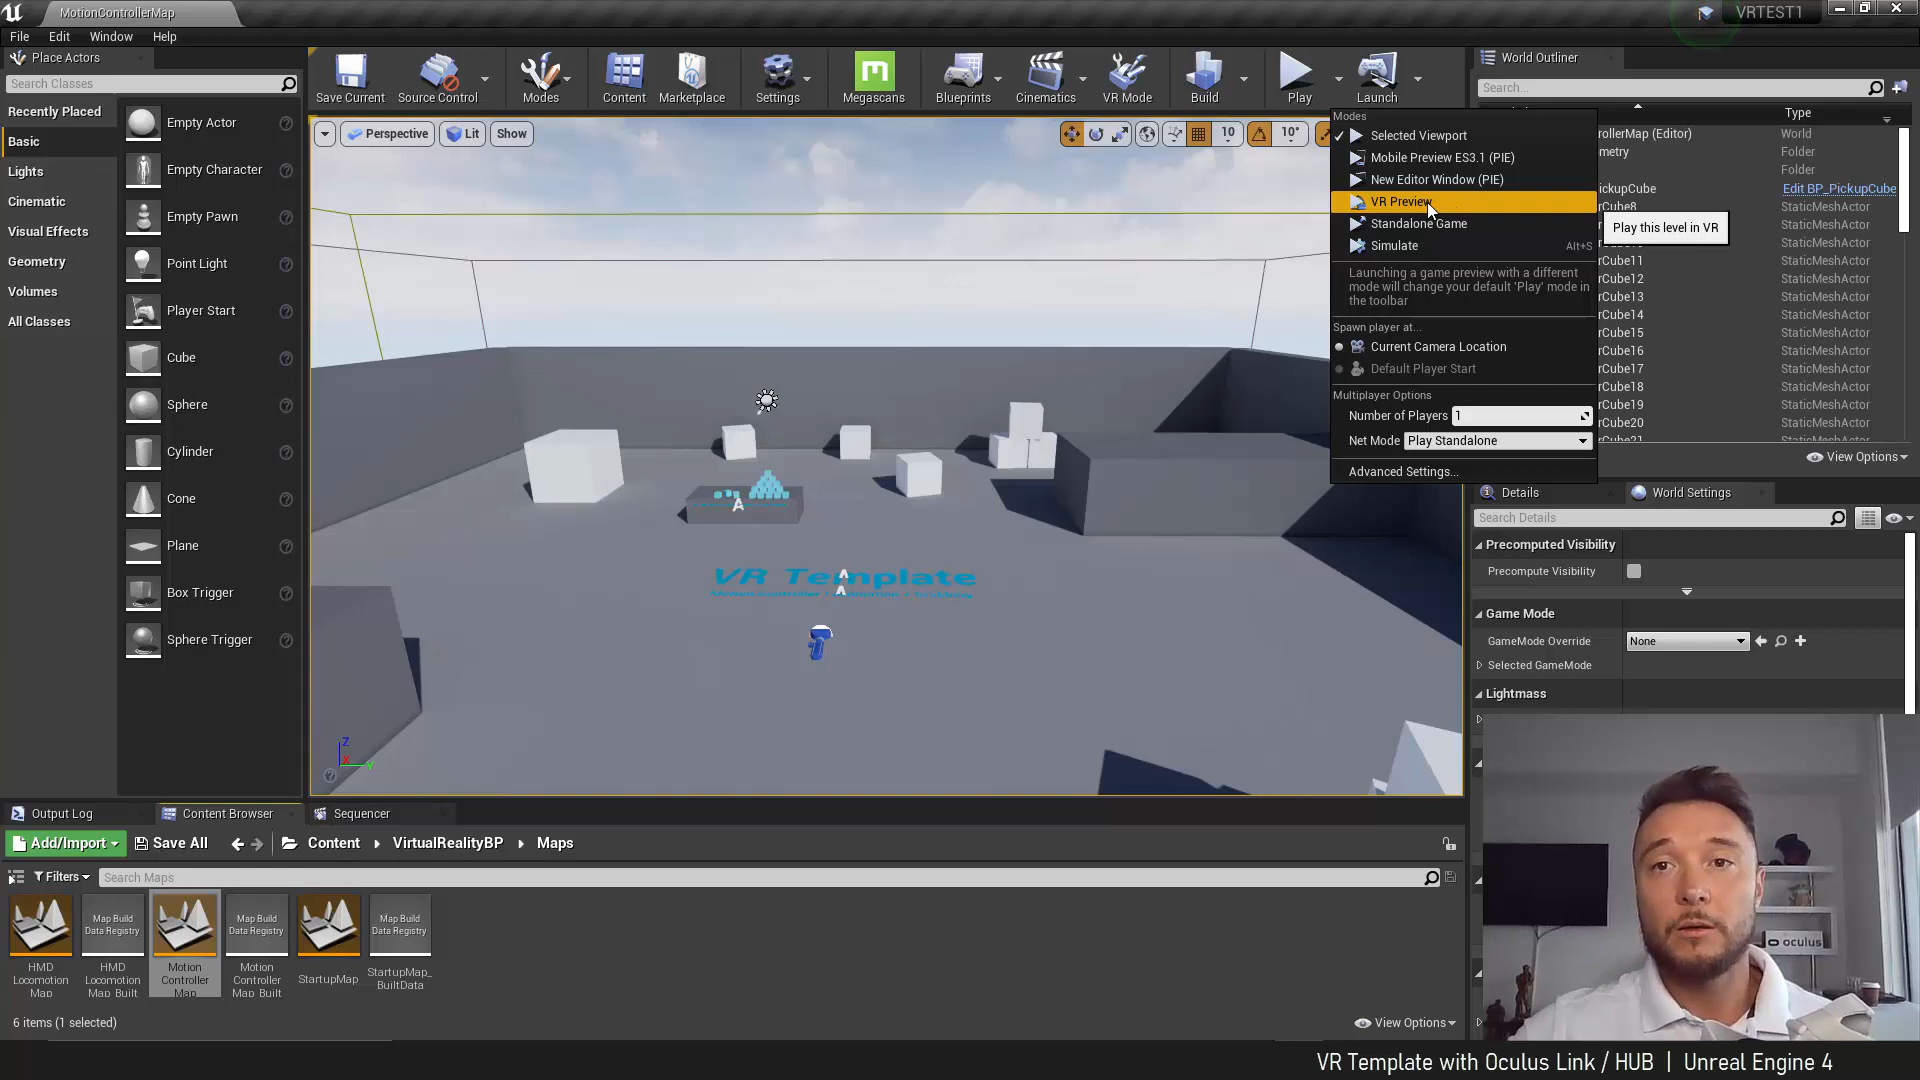 MotionControllerMap
VRTEST1
File Edit Window Help
Place Actors
Search Classes
Recently Placed
Basic
Lights
Cinematic
Visual Effects
Geometry
Volumes
All Classes
Empty Actor
Empty Character
Empty Pawn
Point Light
Player Start
Cube
Sphere
Cylinder
Cone
Plane
Box Trigger
Sphere Trigger
Save Current
Source Control
Modes
Content
Marketplace
Settings
Megascans
Blueprints
Cinematics
VR Mode
Build
Play
Launch
Perspective
Lit
Show
10
10°
VR Template
Z
X
Y
Modes
Selected Viewport
Mobile Preview ES3.1 (PIE)
New Editor Window (PIE)
VR Preview
Standalone Game
Simulate Alt+S
Launching a game preview with a different
mode will change your default 'Play' mode in
the toolbar
Spawn player at...
Current Camera Location
Default Player Start
Multiplayer Options
Number of Players 1
Net Mode Play Standalone
Advanced Settings...
Play this level in VR
World Outliner
Search...
Type
rollerMap (Editor) World
ometry Folder
Folder
ickupCube Edit BP_PickupCube
rCube8 StaticMeshActor
StaticMeshActor
StaticMeshActor
rCube11 StaticMeshActor
rCube12 StaticMeshActor
rCube13 StaticMeshActor
rCube14 StaticMeshActor
rCube15 StaticMeshActor
rCube16 StaticMeshActor
rCube17 StaticMeshActor
rCube18 StaticMeshActor
rCube19 StaticMeshActor
rCube20 StaticMeshActor
rCube21 StaticMeshActor
View Options
Details
World Settings
Search Details
Precomputed Visibility
Precompute Visibility
Game Mode
GameMode Override None
Selected GameMode
Lightmass
oculus
Output Log
Content Browser
Sequencer
Add/Import
Save All
Content
VirtualRealityBP
Maps
Filters
Search Maps
Map Build
Data Registry
Map Build
Data Registry
Map Build
Data Registry
HMD
Locomotion
Map
HMD
Locomotion
Map_Built
Motion
Controller
Map
Motion
Controller
Map_Built
StartupMap
StartupMap_
BuiltData
6 items (1 selected)
View Options
VR Template with Oculus Link / HUB | Unreal Engine 4